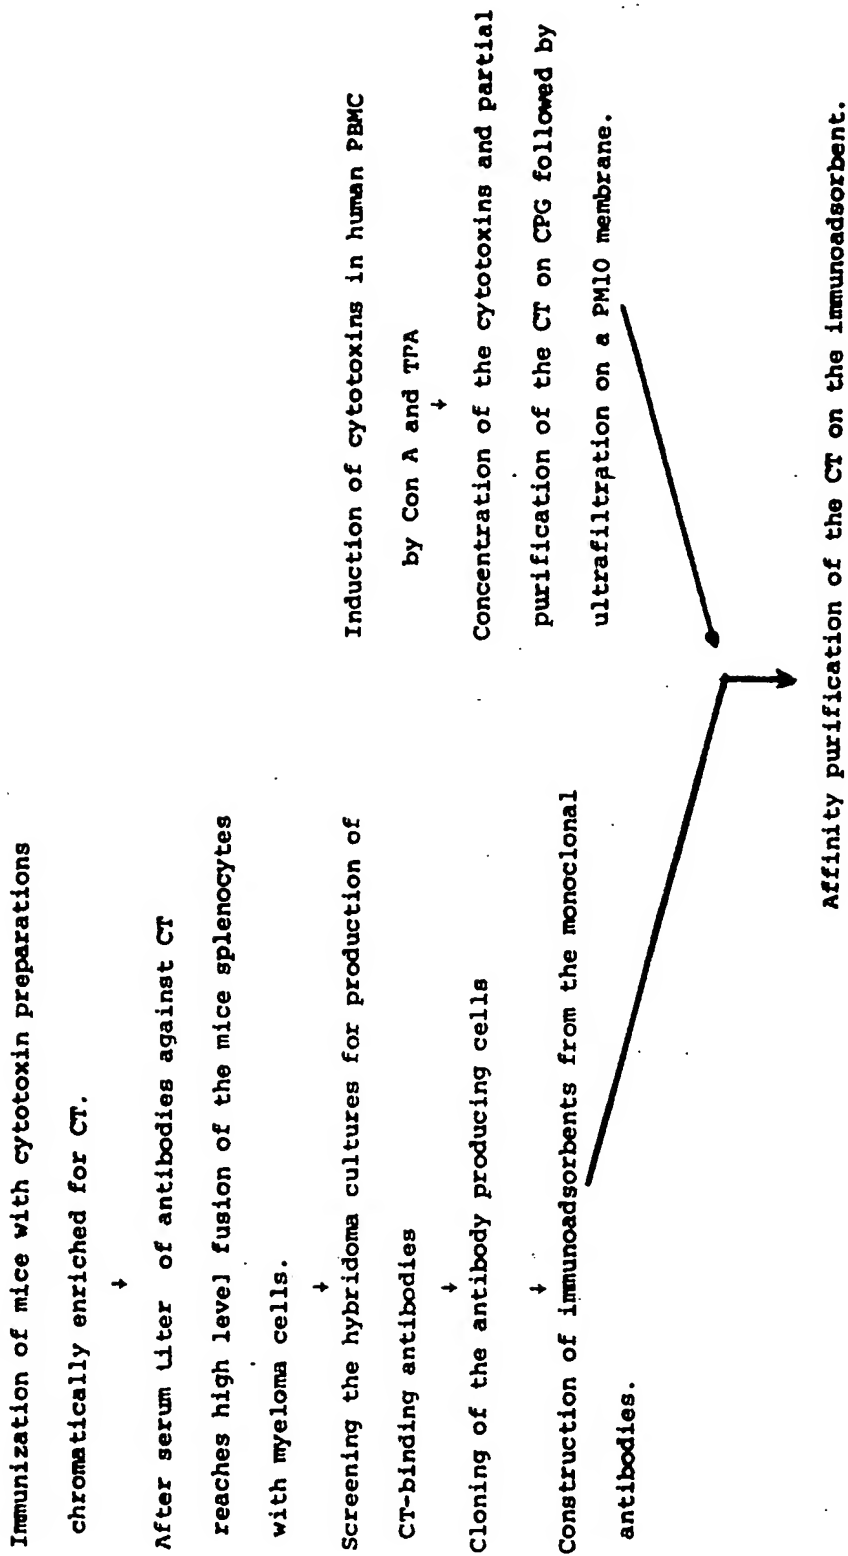 Immunization of mice with cytotoxin preparations
chromatically enriched for CT.
↓
After serum titer of antibodies against CT
reaches high level fusion of the mice splenocytes
with myeloma cells.
↓
Screening the hybridoma cultures for production of
CT-binding antibodies
↓
Cloning of the antibody producing cells
↓
Construction of immunoadsorbents from the monoclonal
antibodies.
Induction of cytotoxins in human PBMC
by Con A and TPA
↓
Concentration of the cytotoxins and partial
purification of the CT on CPG followed by
ultrafiltration on a PM10 membrane.
Affinity purification of the CT on the immunoadsorbent.